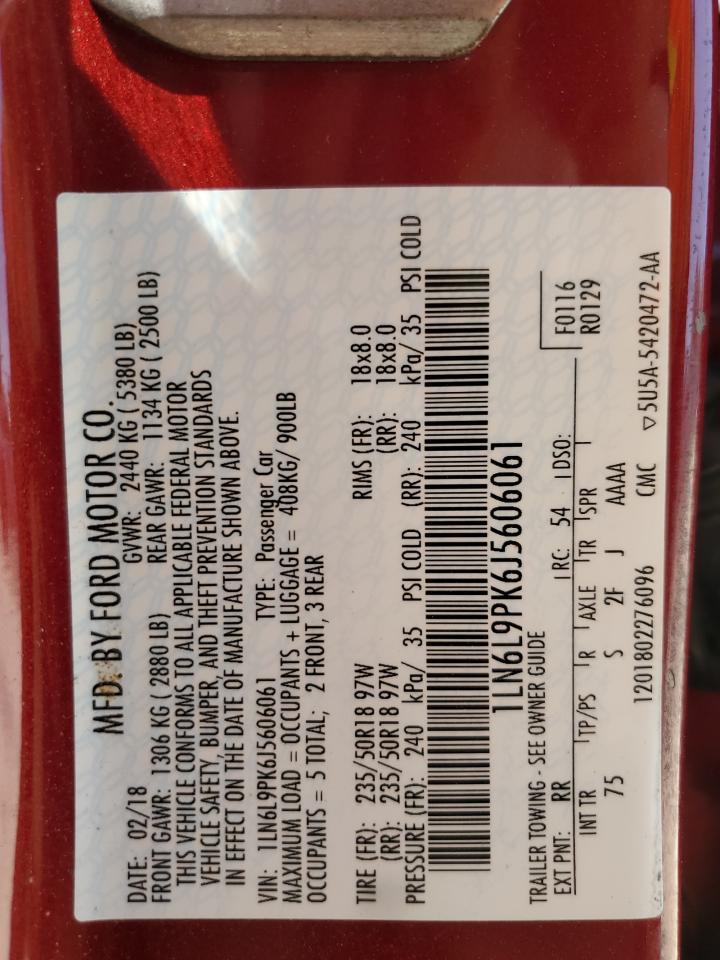 MFD. BY FORD MOTOR CO.
DATE: 02/18 GVWR: 2440 KG ( 5380 LB)
FRONT GAWR: 1306 KG (2880 LB) REAR GAWR: 1134 KG ( 2500 LB)
THIS VEHICLE CONFORMS TO ALL APPLICABLE FEDERAL MOTOR
VEHICLE SAFETY, BUMPER, AND THEFT PREVENTION STANDARDS
IN EFFECT ON THE DATE OF MANUFACTURE SHOWN ABOVE.
VIN: 1LN6L9PK6J5606061 TYPE: Passenger Car
MAXIMUM LOAD = OCCUPANTS + LUGGAGE = 408KG/ 900LB
OCCUPANTS = 5 TOTAL; 2 FRONT, 3 REAR
TIRE (FR): 235/50R18 97W RIMS (FR): 18x8.0
(RR): 235/50R18 97W (RR): 18x8.0
PRESSURE (FR): 240 kPa/ 35 PSI COLD (RR): 240 kPa/ 35 PSI COLD
1LN6L9PK6J5606061
TRAILER TOWING - SEE OWNER GUIDE
EXT PNT: RR RC: 54 DSO: F0116
R0129
INT TR TP/PS R AXLE TR SPR
75 S 2F J AAAA
1201802276096 CMC ▽5U5A-5420472-AA